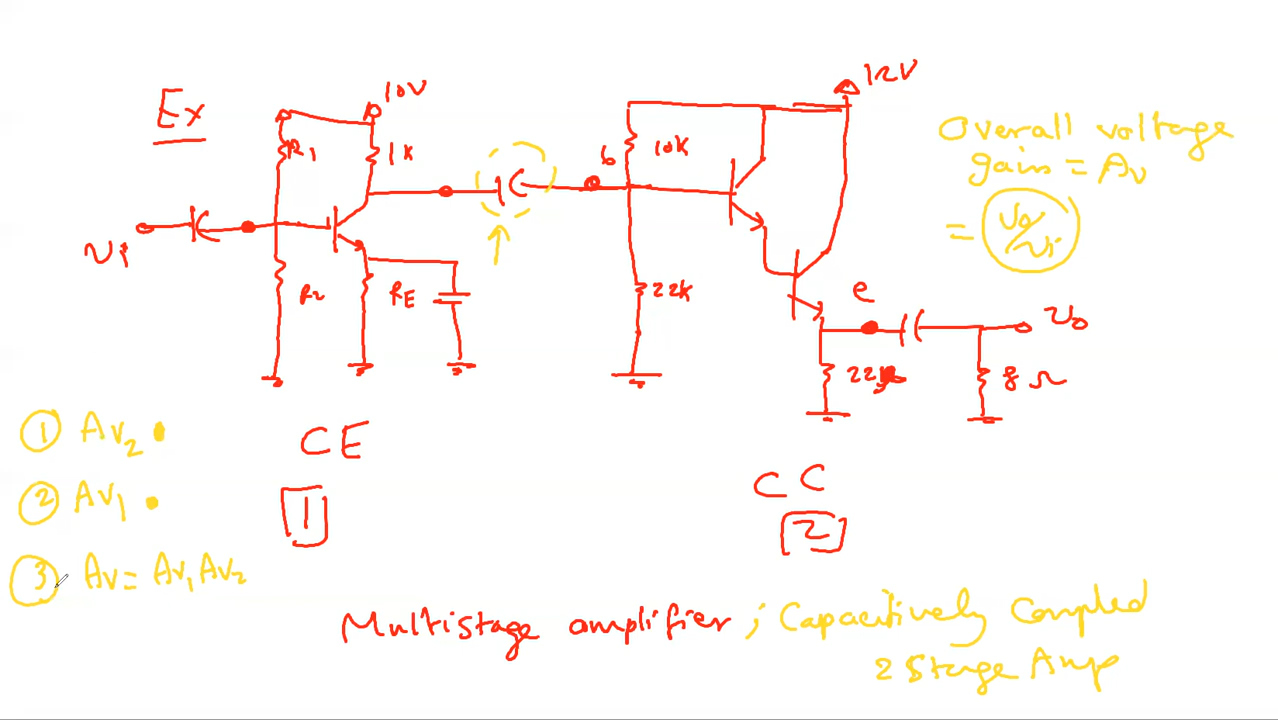 Ex
10V
R1
1K
Vi
R2
RE
CE
1
b
10K
12V
22K
e
Vo
22
8 Ω
CC
2
Overall voltage
gain = Av
= Vo/Vi
① Av2
② Av1
③ Av = Av1 Av2
Multistage amplifier ; Capacitively Coupled
2 Stage Amp